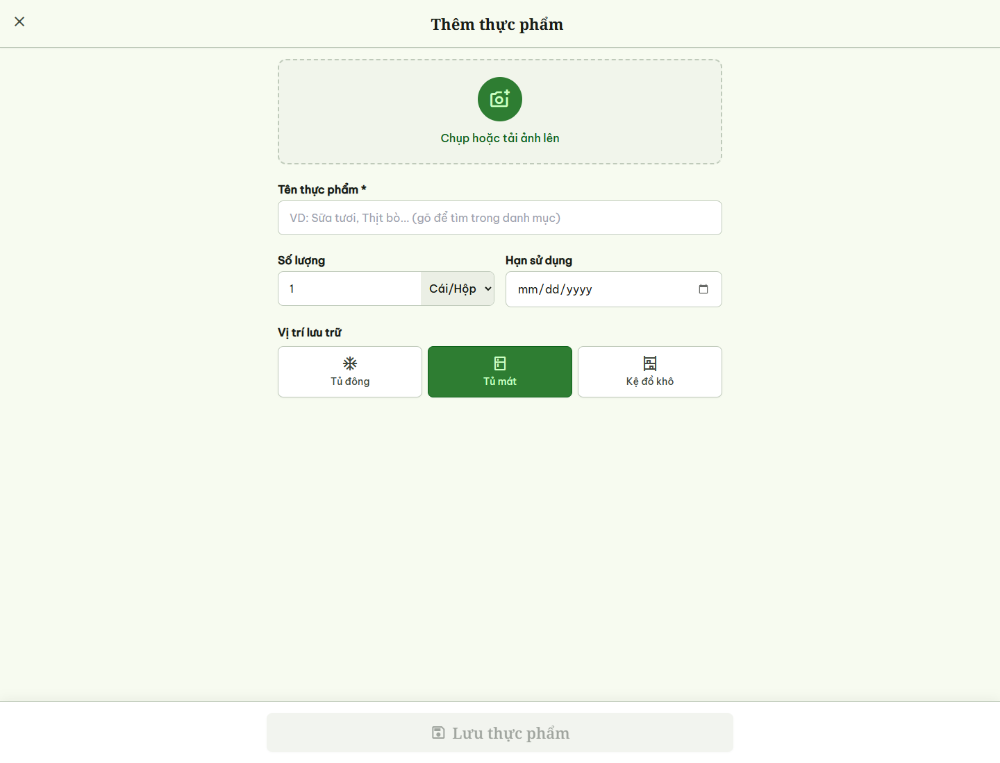 Thêm thực phẩm
Chụp hoặc tải ảnh lên
Tên thực phẩm *
VD: Sữa tươi, Thịt bò... (gõ để tìm trong danh mục)
Số lượng
Hạn sử dụng
1
Cái/Hộp
mm/dd/yyyy
Vị trí lưu trữ
Tủ đông
Tủ mát
Kệ đồ khô
Lưu thực phẩm